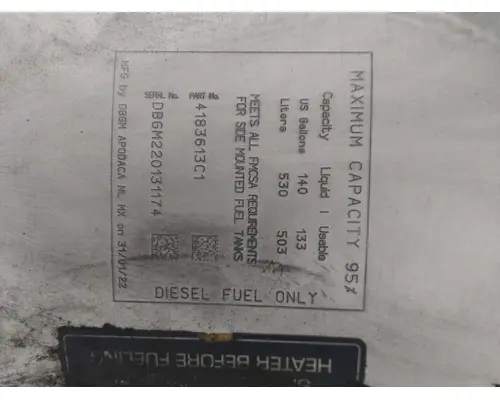 MAXIMUM CAPACITY 95%
Capacity Liquid | Usable
US Gallons 140 133
Liters 530 503
MEETS ALL FMCSA REQUIREMENTS
FOR SIDE MOUNTED FUEL TANKS
PART No. 4183613C1
SERIAL No. DBGM220131174
MFG by DBGM APODACA NL, MX on 31/01/22
DIESEL FUEL ONLY
HEATER BEFORE FUELING